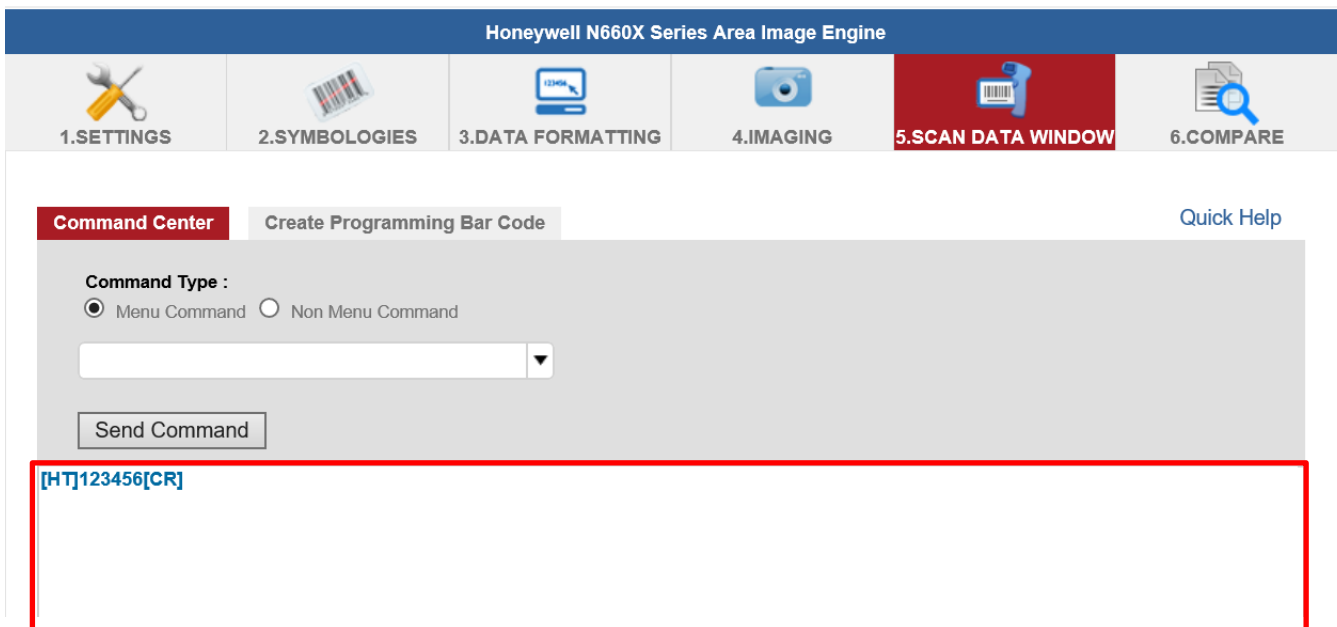 Honeywell N660X Series Area Image Engine
1.SETTINGS 2.SYMBOLOGIES 3.DATA FORMATTING 4.IMAGING 5.SCAN DATA WINDOW 6.COMPARE
Command Center Create Programming Bar Code Quick Help
Command Type :
Menu Command Non Menu Command
Send Command
[HT]123456[CR]